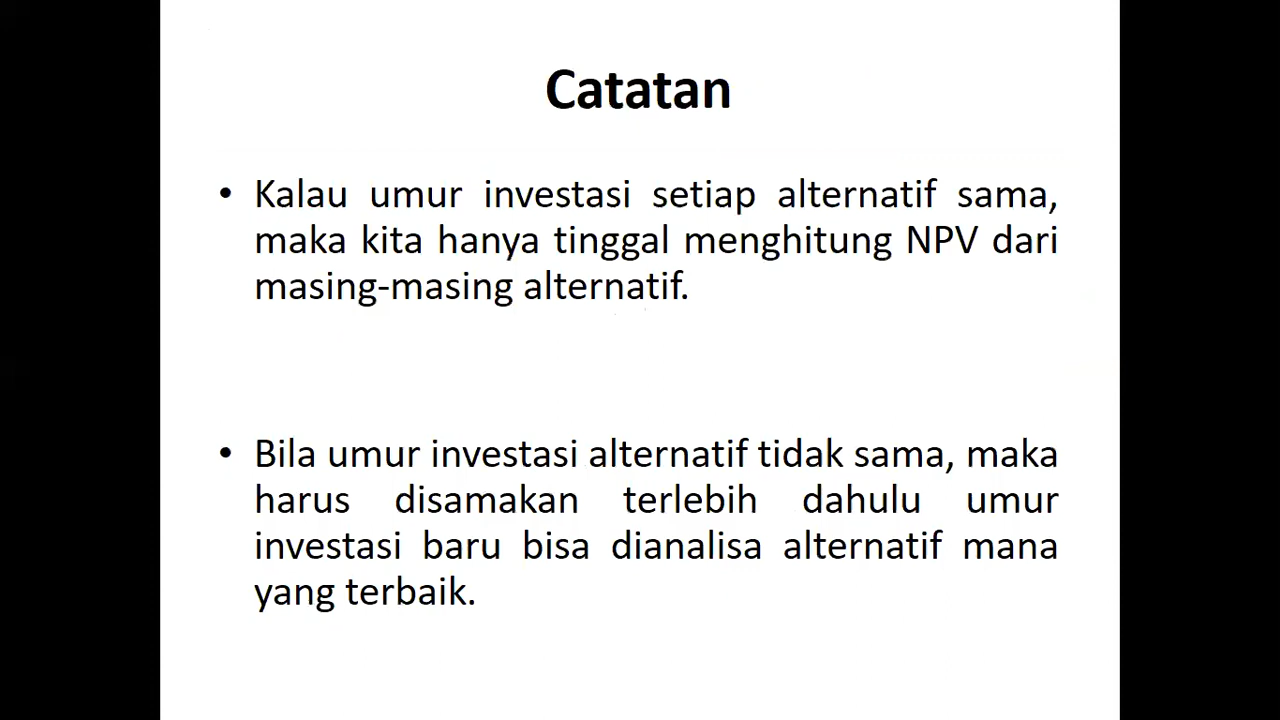 Catatan
• Kalau umur investasi setiap alternatif sama,
maka kita hanya tinggal menghitung NPV dari
masing-masing alternatif.
• Bila umur investasi alternatif tidak sama, maka
harus disamakan terlebih dahulu umur
investasi baru bisa dianalisa alternatif mana
yang terbaik.